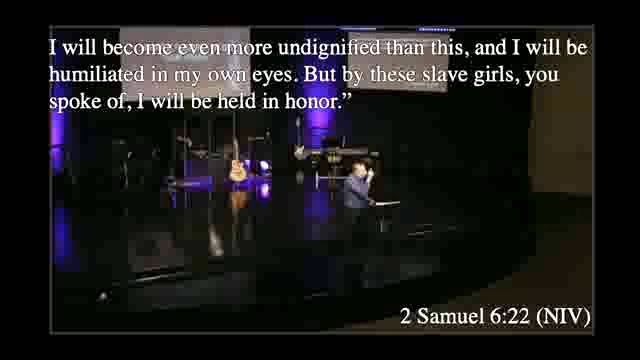 I will become even more undignified than this, and I will be
humiliated in my own eyes. But by these slave girls, you
spoke of, I will be held in honor.”
2 Samuel 6:22 (NIV)